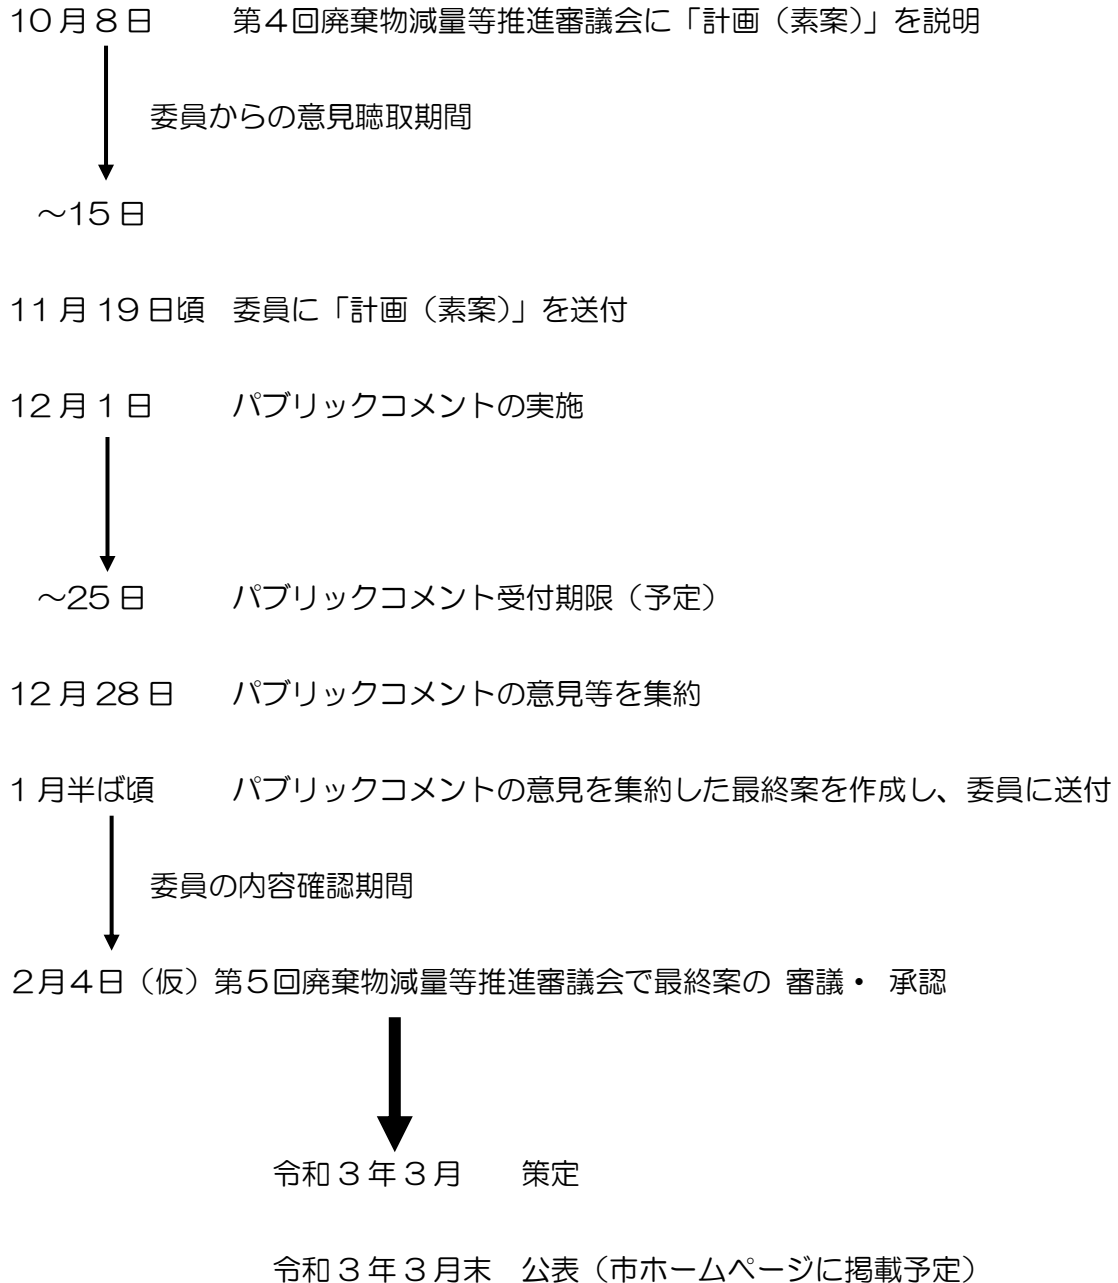 10月8日　第4回廃棄物減量等推進審議会に「計画（素案）」を説明
委員からの意見聴取期間
～15日
11月19日頃　委員に「計画（素案）」を送付
12月1日　パブリックコメントの実施
～25日　パブリックコメント受付期限（予定）
12月28日　パブリックコメントの意見等を集約
1月半ば頃　パブリックコメントの意見を集約した最終案を作成し、委員に送付
委員の内容確認期間
2月4日（仮）第5回廃棄物減量等推進審議会で最終案の 審議・ 承認
令和3年3月　策定
令和3年3月末　公表（市ホームページに掲載予定）